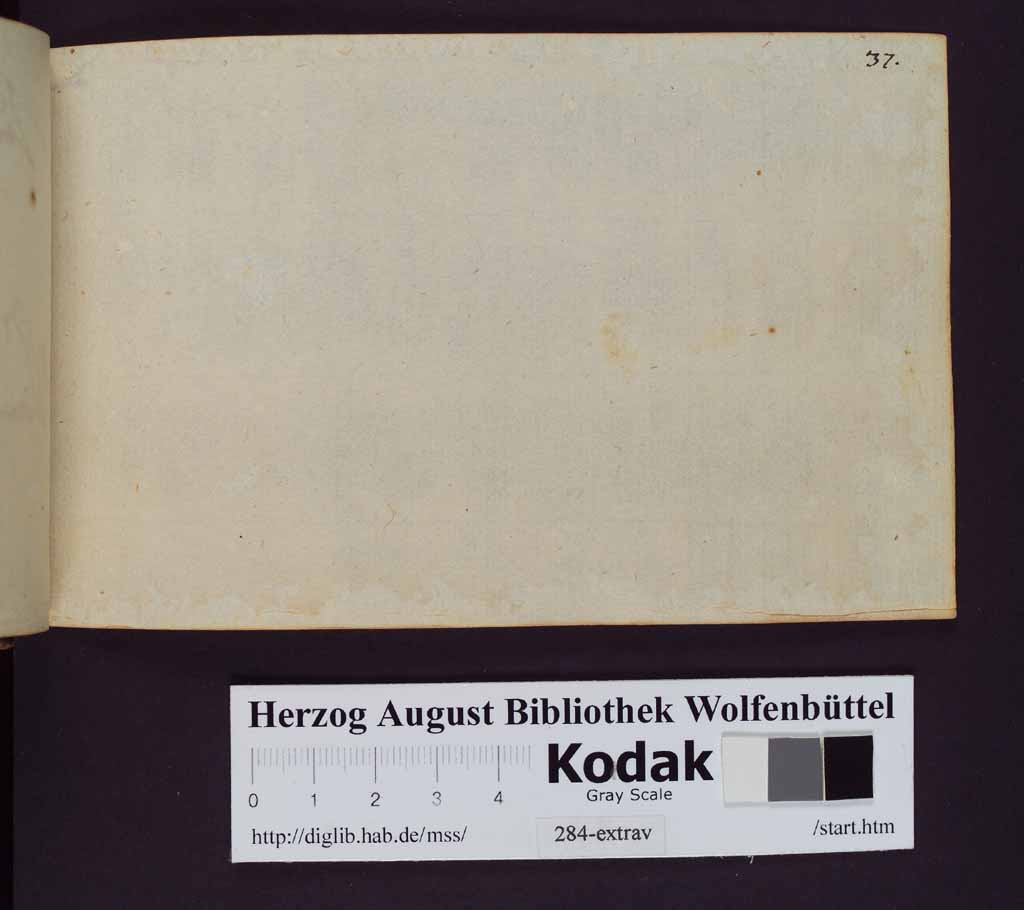 37.
Herzog August Bibliothek Wolfenbüttel
0 1 2 3 4
Kodak
Gray Scale
http://diglib.hab.de/mss/ 284-extrav /start.htm